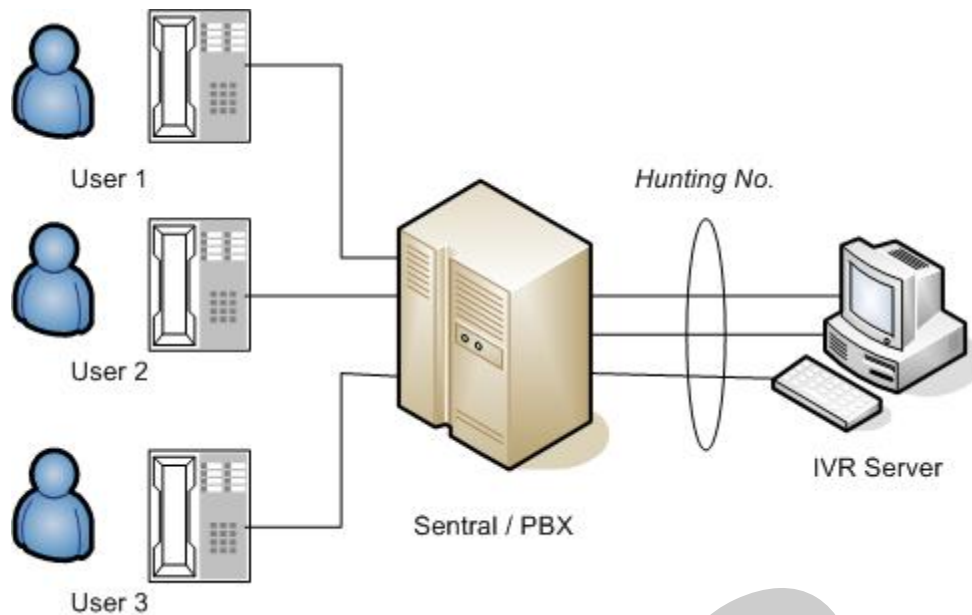 User 1
Hunting No.
User 2
IVR Server
Sentral / PBX
User 3